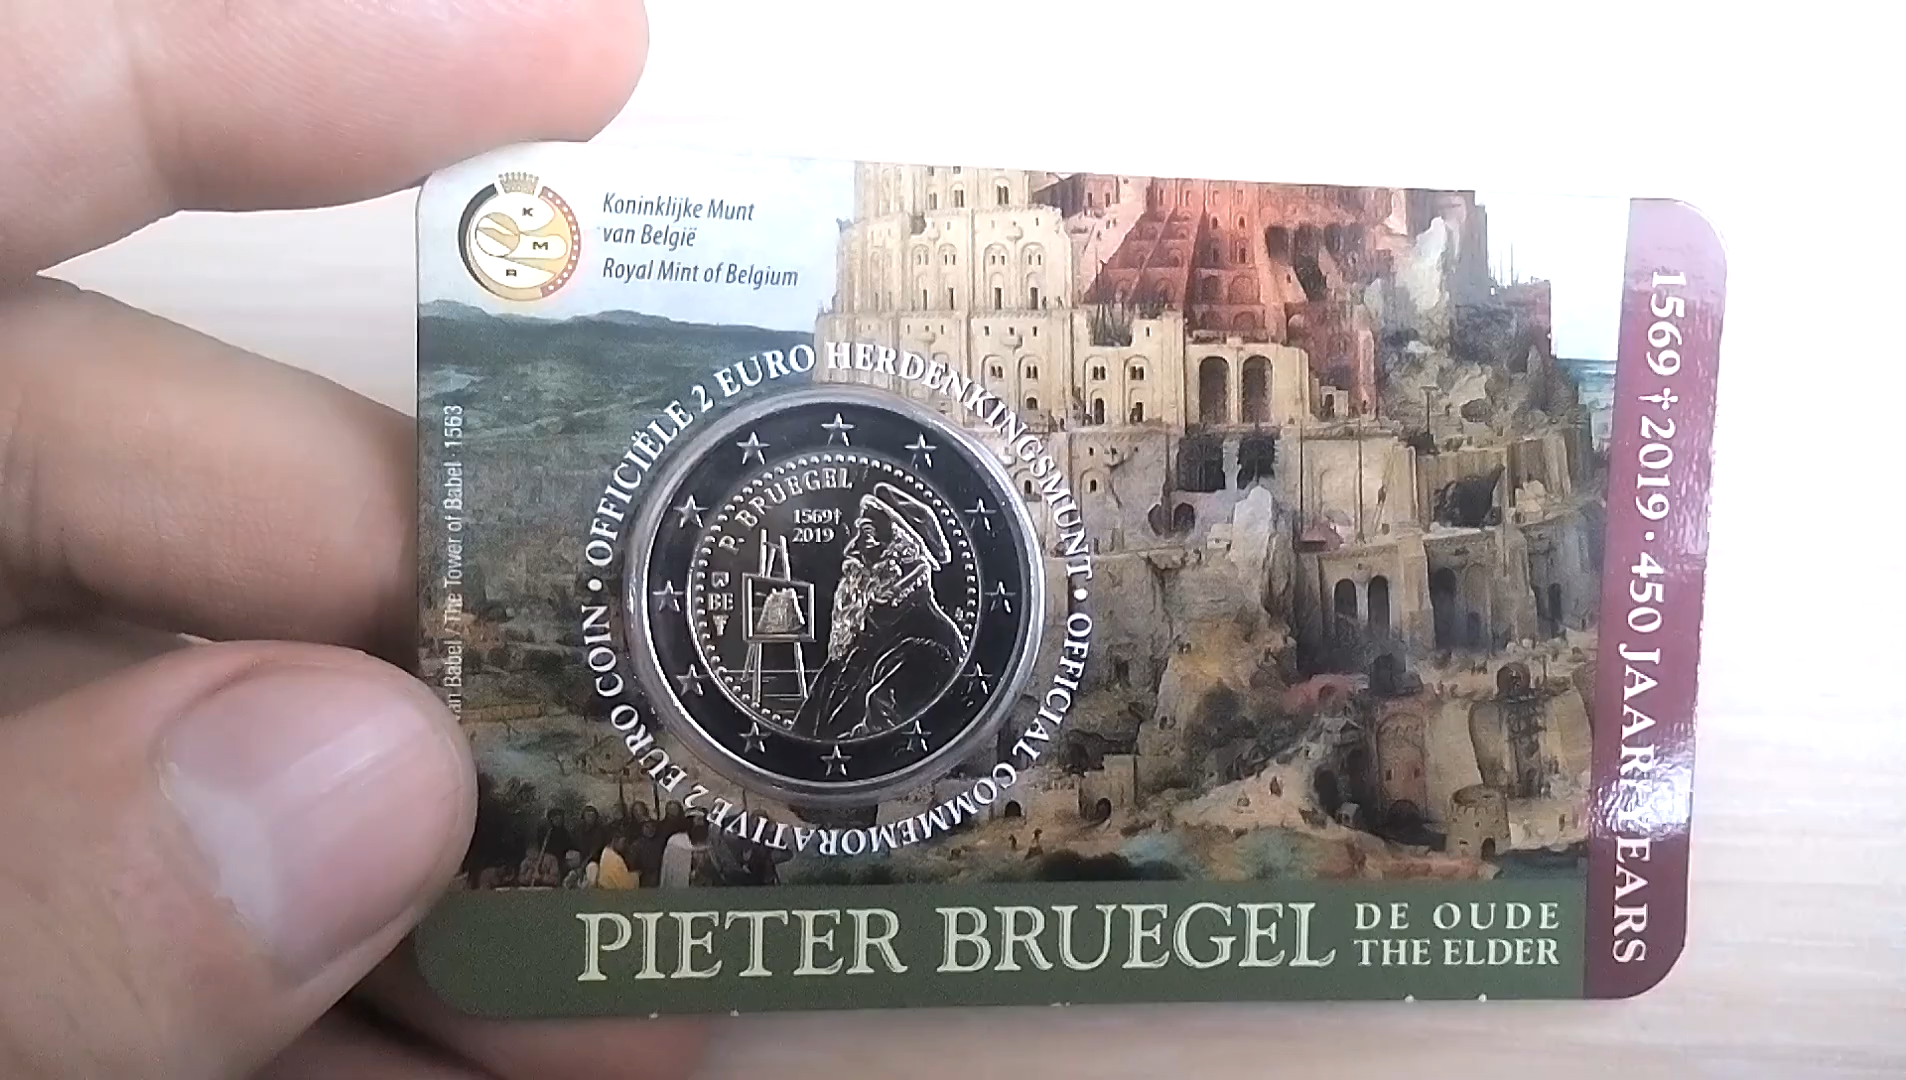 K
M
R
Koninklijke Munt
van België
Royal Mint of Belgium
Babel / The Tower of Babel · 1563
• OFFICIËLE 2 EURO HERDENKINGSMUNT • OFFICIAL COMMEMORATIVE 2 EURO COIN
P. BRUEGEL
1569†
2019
BE
PIETER BRUEGEL
DE OUDE
THE ELDER
1569 †2019 · 450 JAAR/YEARS